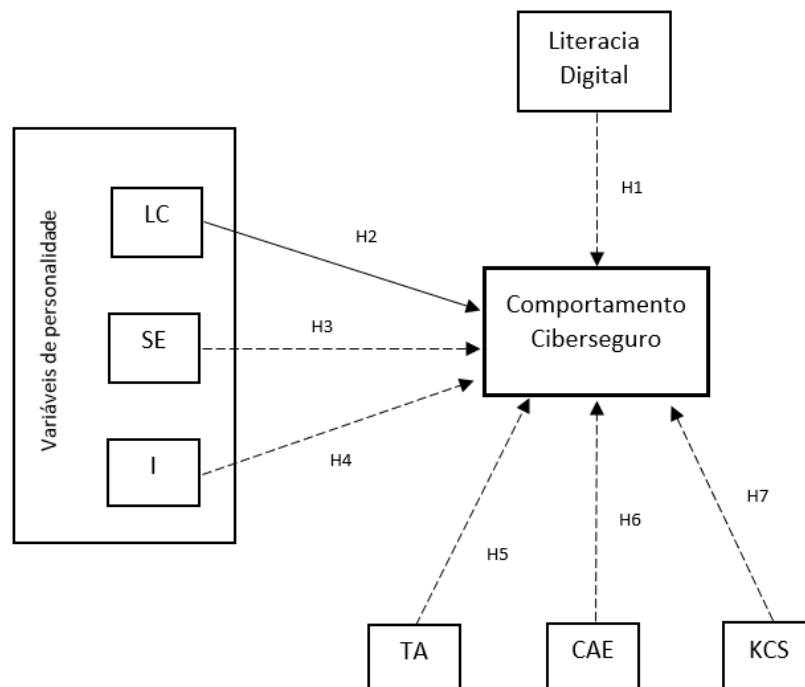 Literacia
Digital
H1
Variáveis de personalidade
LC
H2
SE
H3
I
H4
Comportamento
Ciberseguro
H5
H6
H7
TA
CAE
KCS